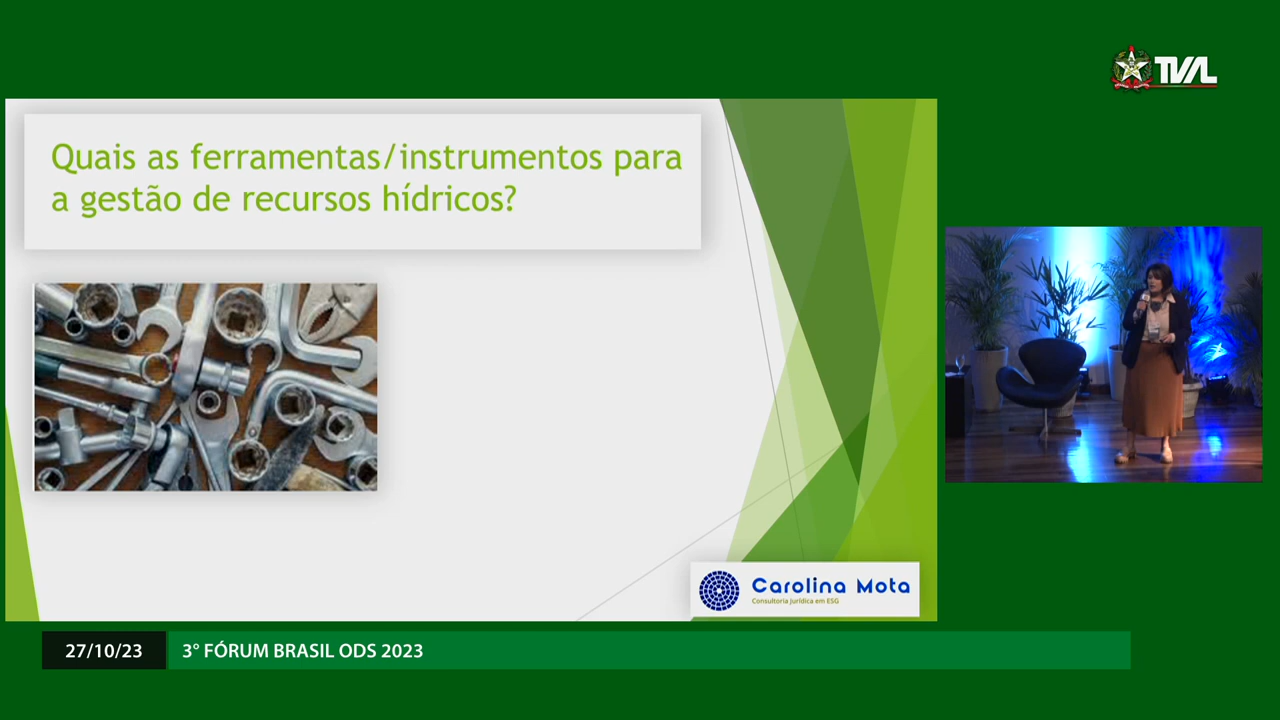 TVAL
Quais as ferramentas/instrumentos para
a gestão de recursos hídricos?
Carolina Mota
Consultoria Jurídica em ESG
27/10/23
3° FÓRUM BRASIL ODS 2023